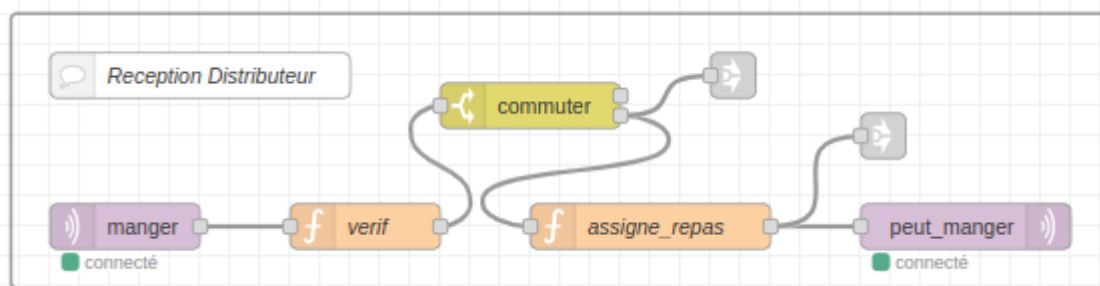 Reception Distributeur
commuter
manger
verif
assigne_repas
peut_manger
connecté
connecté